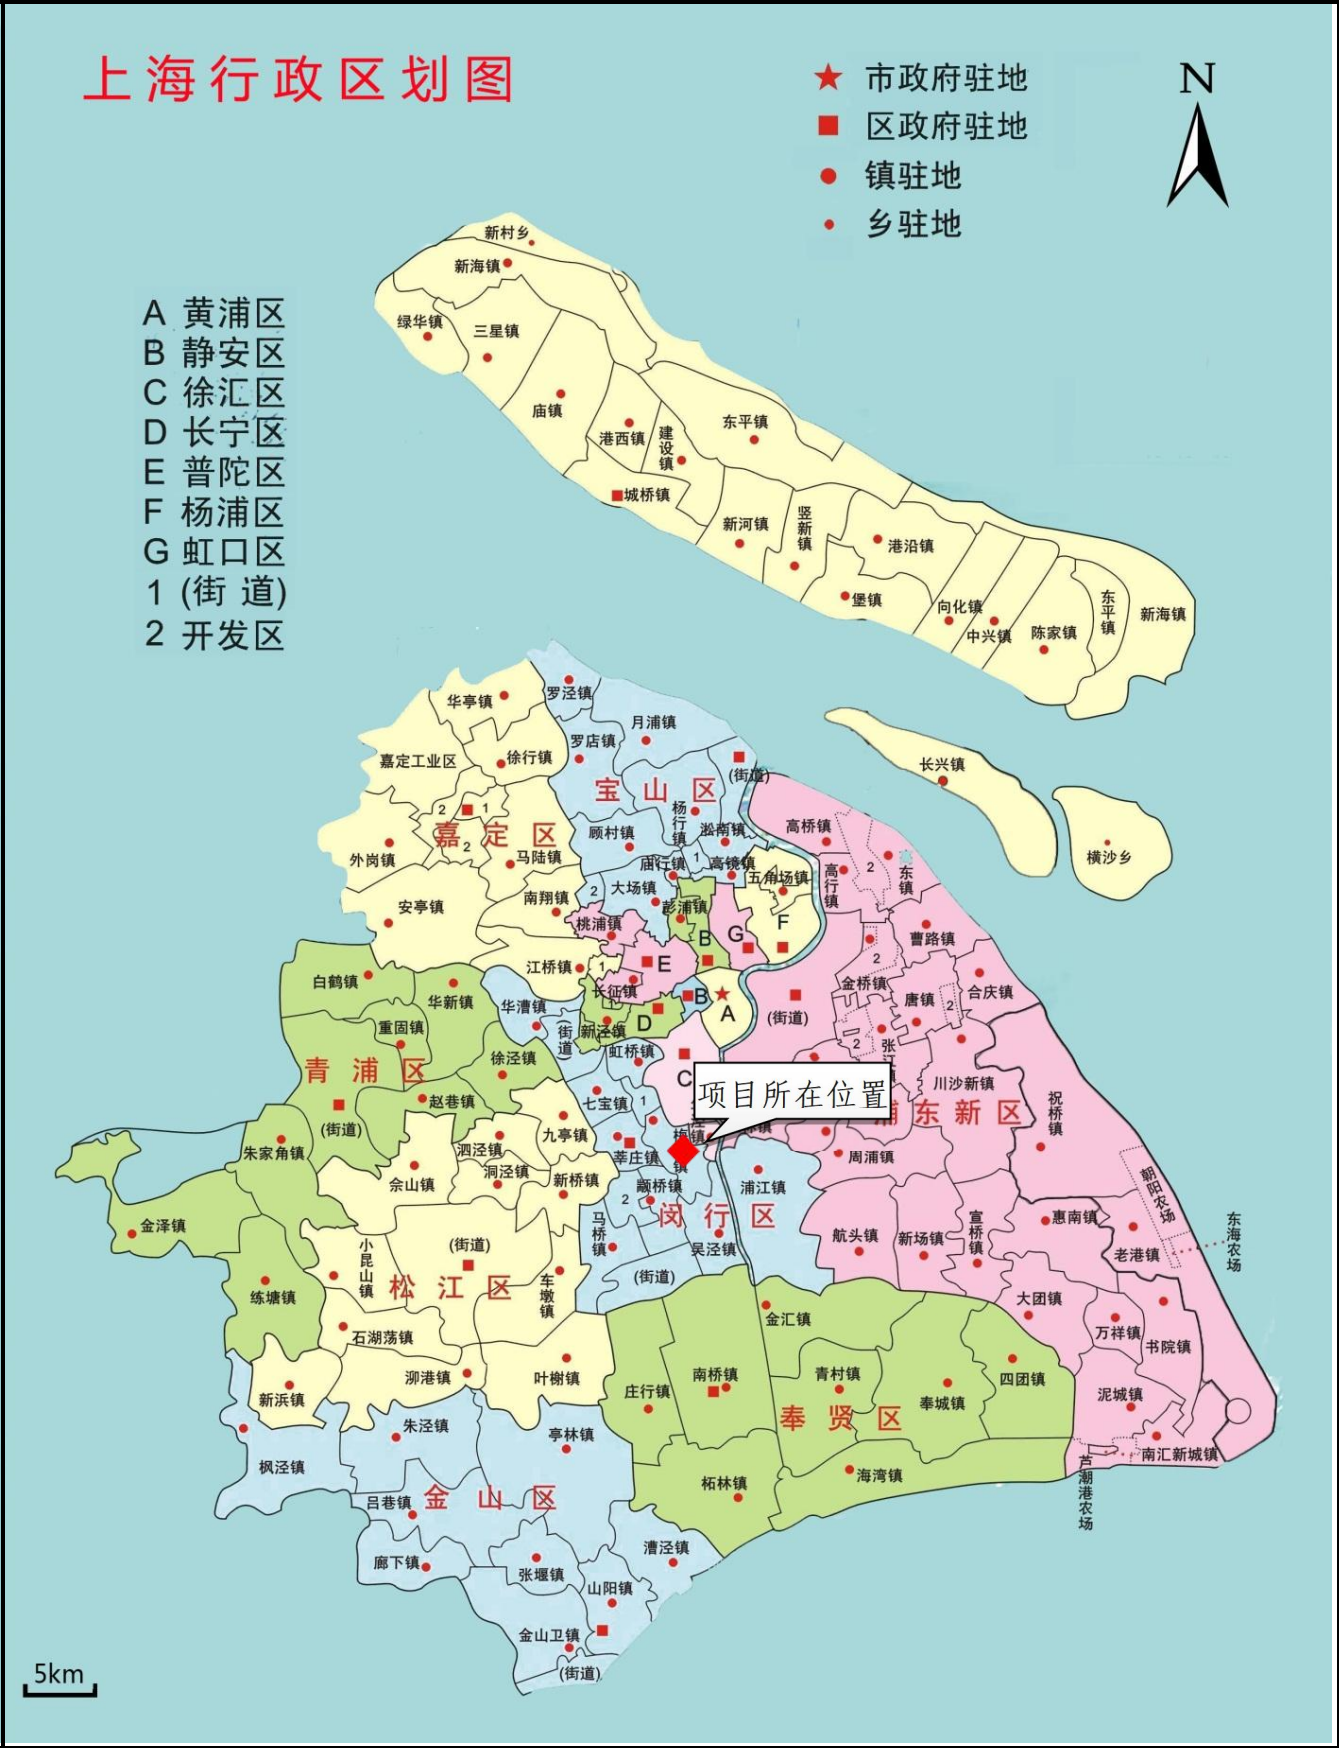 上海行政区划图
市政府驻地
区政府驻地
镇驻地
乡驻地
N
A 黄浦区
B 静安区
C 徐汇区
D 长宁区
E 普陀区
F 杨浦区
G 虹口区
1 (街 道)
2 开发区
新村乡
新海镇
绿华镇
三星镇
庙镇
港西镇
建设镇
东平镇
城桥镇
新河镇
竖新镇
港沿镇
堡镇
向化镇
中兴镇
陈家镇
东平镇
新海镇
长兴镇
横沙乡
华亭镇
嘉定工业区
徐行镇
2
1
嘉定区
2
外岗镇
马陆镇
安亭镇
南翔镇
江桥镇
1
罗泾镇
月浦镇
罗店镇
(街道)
宝山区
杨行镇
淞南镇
顾村镇
庙行镇
1
高镜镇
2
大场镇
彭浦镇
五角场镇
桃浦镇
B
G
F
E
长征镇
B
A
1
新泾镇
D
C
高桥镇
高行镇
2
东
镇
曹路镇
2
金桥镇
唐镇
2
合庆镇
(街道)
2
川沙新镇
浦东新区
祝桥镇
周浦镇
航头镇
新场镇
宣桥镇
惠南镇
老港镇
朝阳农场
东海农场
大团镇
万祥镇
书院镇
泥城镇
南汇新城镇
芦潮港农场
白鹤镇
华新镇
重固镇
青浦区
徐泾镇
赵巷镇
(街道)
朱家角镇
金泽镇
练塘镇
华漕镇
(街道)
虹桥镇
七宝镇
1
莘庄镇
项目所在位置
颛桥镇
2
闵行区
浦江镇
马桥镇
吴泾镇
(街道)
九亭镇
泗泾镇
洞泾镇
佘山镇
新桥镇
小昆山镇
(街道)
松江区
车墩镇
石湖荡镇
泖港镇
叶榭镇
新浜镇
金汇镇
南桥镇
庄行镇
青村镇
奉城镇
四团镇
奉贤区
柘林镇
海湾镇
朱泾镇
亭林镇
枫泾镇
吕巷镇
金山区
廊下镇
张堰镇
漕泾镇
山阳镇
金山卫镇
(街道)
5km